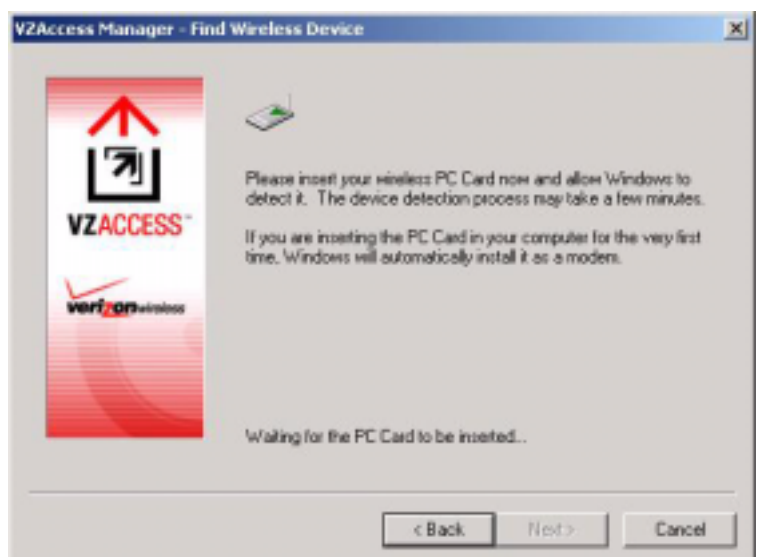 VZAccess Manager - Find Wireless Device
Please insert your wireless PC Card now and allow Windows to
detect it. The device detection process may take a few minutes.
VZACCESS
If you are inserting the PC Card in your computer for the very first
time, Windows will automatically install it as a modem.
verizonwireless
Waiting for the PC Card to be inserted...
< Back
Next >
Cancel